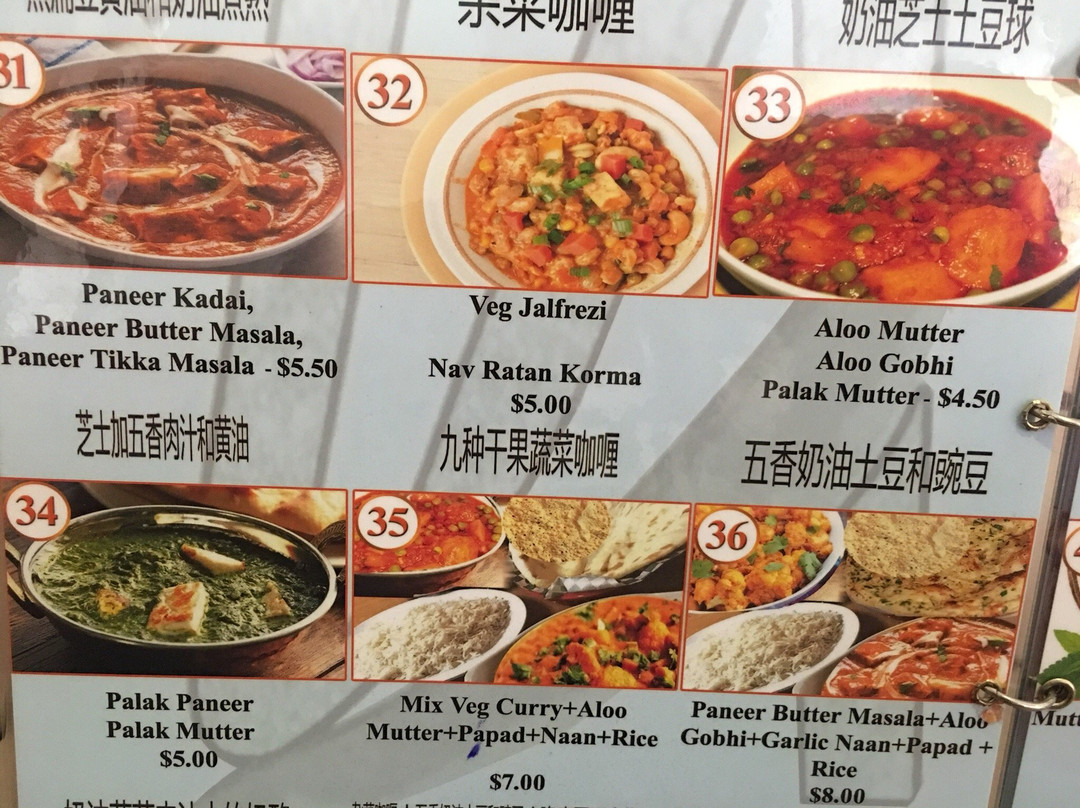 奶油芝士土豆球
31
32
33
Paneer Kadai,
Paneer Butter Masala,
Paneer Tikka Masala - $5.50
芝士加五香肉汁和黄油
Veg Jalfrezi
Nav Ratan Korma
$5.00
九种干果蔬菜咖喱
Aloo Mutter
Aloo Gobhi
Palak Mutter - $4.50
五香奶油土豆和豌豆
34
35
36
Palak Paneer
Palak Mutter
$5.00
Mix Veg Curry+Aloo
Mutter+Papad+Naan+Rice
$7.00
Paneer Butter Masala+Aloo
Gobhi+Garlic Naan+Papad +
Rice
$8.00